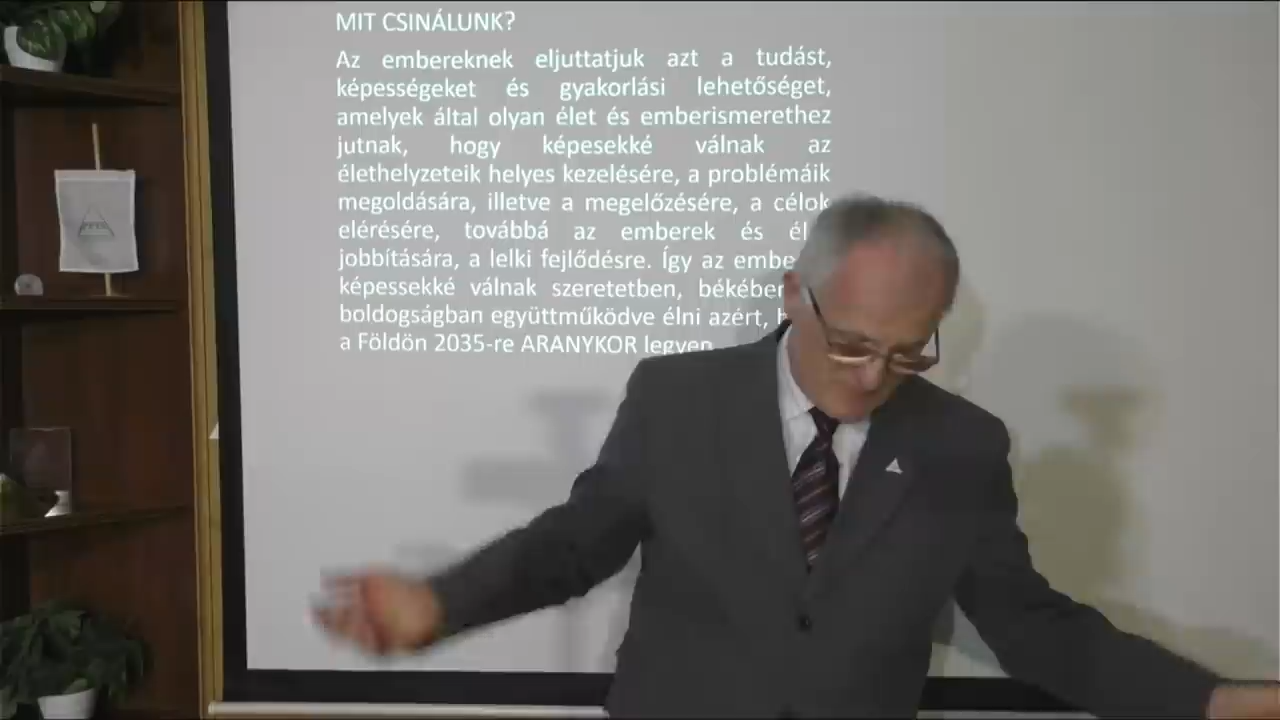 MIT CSINÁLUNK?
Az embereknek eljuttatjuk azt a tudást,
képességeket és gyakorlási lehetőséget,
amelyek által olyan élet és emberismerethez
jutnak, hogy képesekké válnak az
élethelyzeteik helyes kezelésére, a problémáik
megoldására, illetve a megelőzésére, a célok
elérésére, továbbá az emberek és
jobbítására, a lelki fejlődésre. Így az
képessekké válnak szeretetben,
boldogságban együttműködve élni azért,
a Földön 2035-re ARANYKOR legyen